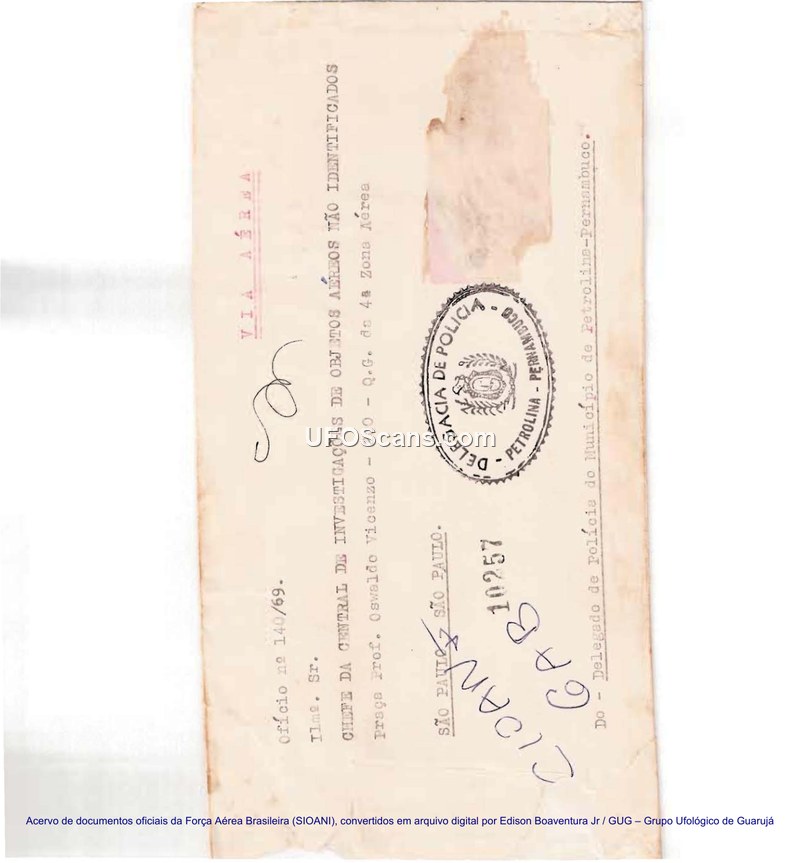 VIA AÉREA
Ofício nº 140/69.
Ilmº. Sr.
CHEFE DA CENTRAL DE INVESTIGAÇÕES DE OBJETOS AÉREOS NÃO IDENTIFICADOS
Praça Prof. Oswaldo Vicenzo - - Q.G. da 4ª Zona Aérea
SÃO PAULO SÃO PAULO.
10257
GAB
DELEGACIA DE POLICIA -
- PETROLINA - PERNAMBUCO
Do - Delegado de Polícia do Município de Petrolina-Pernambuco.
UFOScans.com
Acervo de documentos oficiais da Força Aérea Brasileira (SIOANI), convertidos em arquivo digital por Edison Boaventura Jr / GUG – Grupo Ufológico de Guarujá